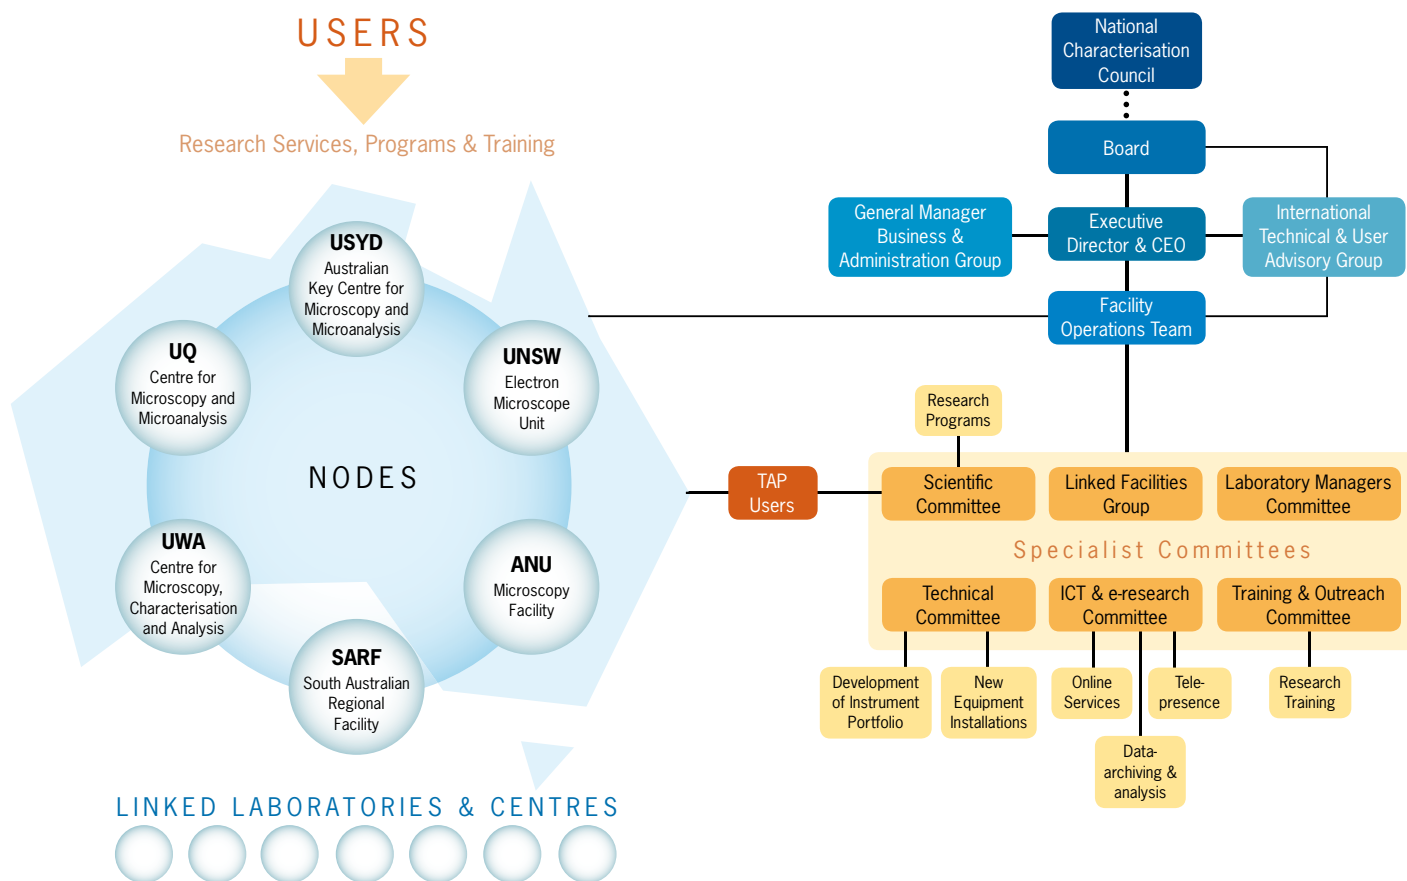 USERS
Research Services, Programs & Training
USYD
Australian
Key Centre for
Microscopy and
Microanalysis
UQ
Centre for
Microscopy and
Microanalysis
UNSW
Electron
Microscope
Unit
NODES
UWA
Centre for
Microscopy,
Characterisation
and Analysis
ANU
Microscopy
Facility
SARF
South Australian
Regional
Facility
LINKED LABORATORIES & CENTRES
National
Characterisation
Council
Board
General Manager
Business &
Administration Group
Executive
Director & CEO
International
Technical & User
Advisory Group
Facility
Operations Team
Research
Programs
TAP
Users
Scientific
Committee
Linked Facilities
Group
Laboratory Managers
Committee
Specialist Committees
Technical
Committee
ICT & e-research
Committee
Training & Outreach
Committee
Development
of Instrument
Portfolio
New
Equipment
Installations
Online
Services
Tele-
presence
Research
Training
Data-
archiving &
analysis